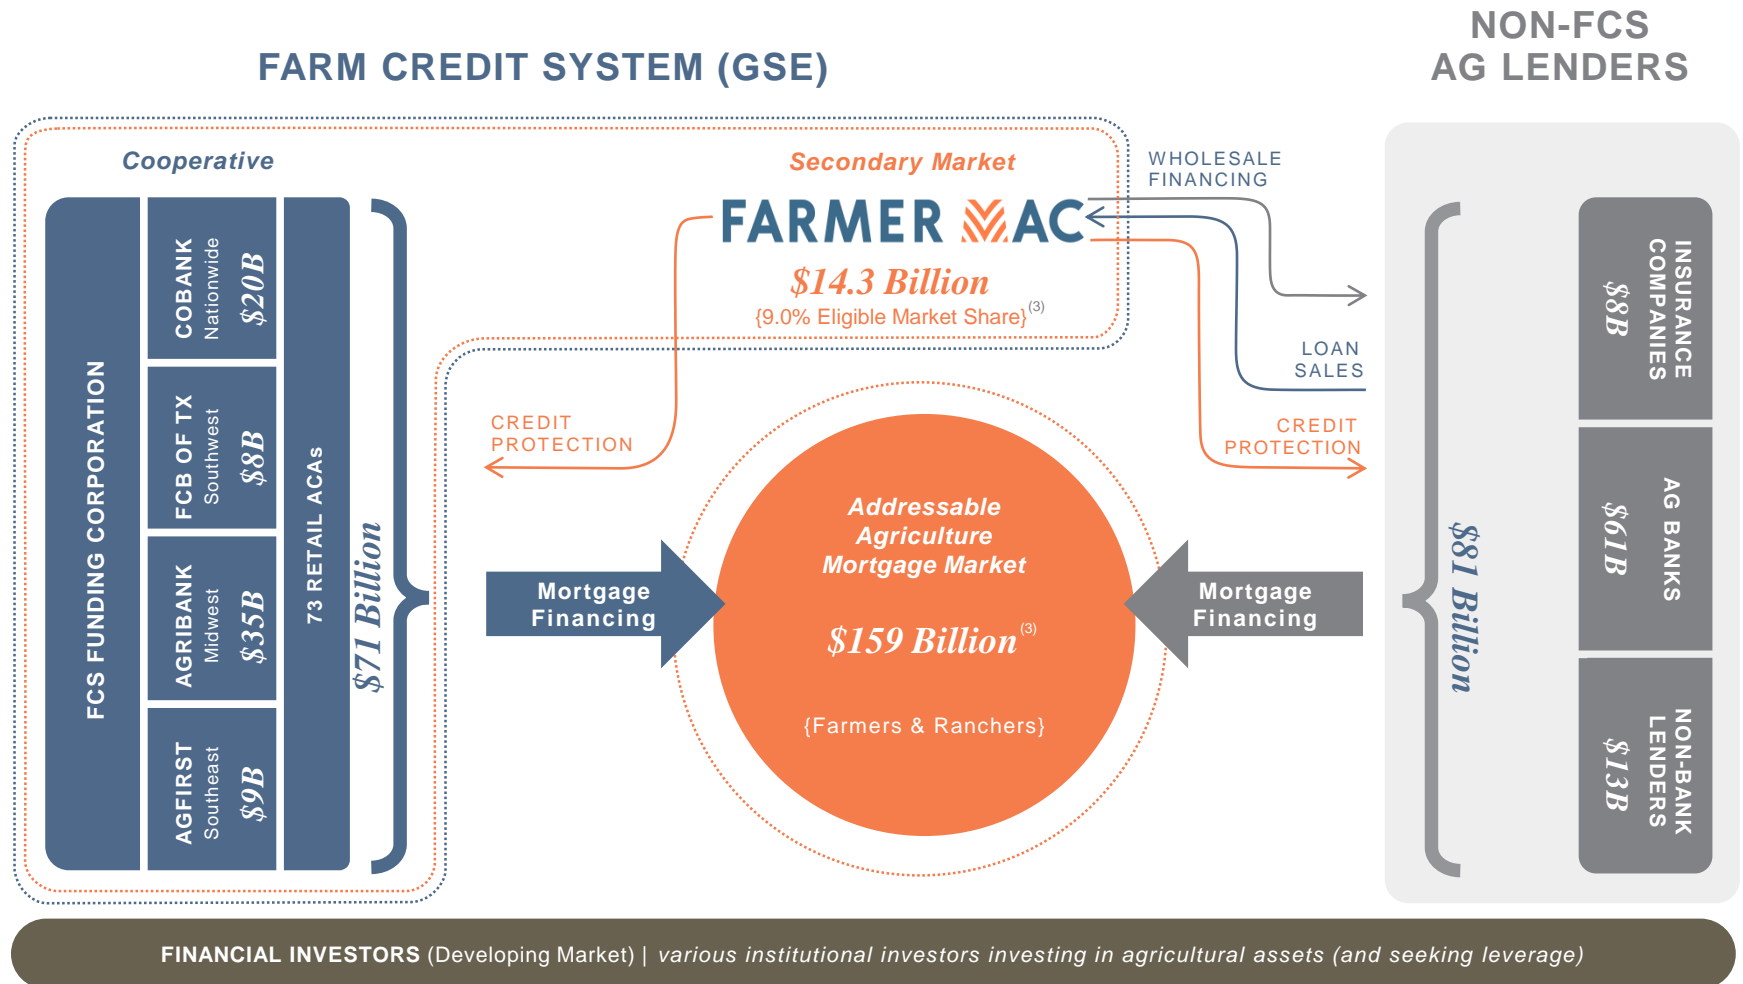 FARM CREDIT SYSTEM (GSE)
NON-FCS
AG LENDERS
Cooperative
FCS FUNDING CORPORATION
COBANK
Nationwide
$20B
FCB OF TX
Southwest
$8B
AGRIBANK
Midwest
$35B
AGFIRST
Southeast
$9B
73 RETAIL ACAs
$71 Billion
Secondary Market
FARMER MAC
$14.3 Billion
{9.0% Eligible Market Share}(3)
WHOLESALE
FINANCING
LOAN
SALES
CREDIT
PROTECTION
CREDIT
PROTECTION
Mortgage
Financing
Addressable
Agriculture
Mortgage Market
$159 Billion(3)
{Farmers & Ranchers}
Mortgage
Financing
$81 Billion
INSURANCE
COMPANIES
$8B
AG BANKS
$61B
NON-BANK
LENDERS
$13B
FINANCIAL INVESTORS (Developing Market) | various institutional investors investing in agricultural assets (and seeking leverage)